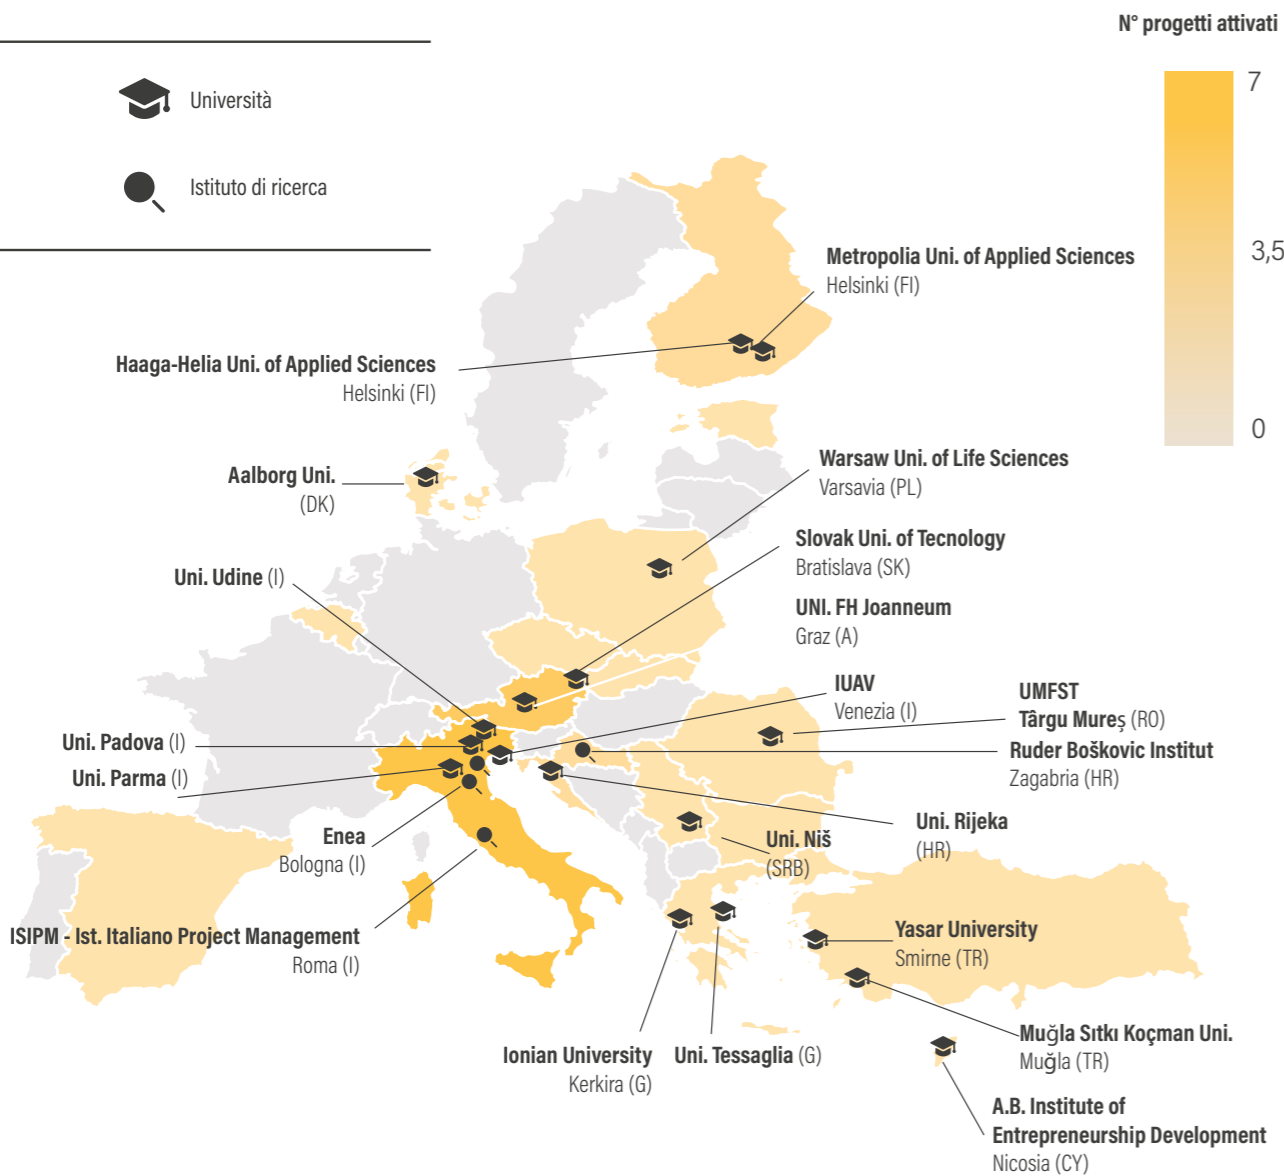 N° progetti attivati
7
3,5
0
Università
Istituto di ricerca
Metropolia Uni. of Applied Sciences
Helsinki (FI)
Haaga-Helia Uni. of Applied Sciences
Helsinki (FI)
Aalborg Uni.
(DK)
Warsaw Uni. of Life Sciences
Varsavia (PL)
Slovak Uni. of Tecnology
Bratislava (SK)
Uni. Udine (I)
UNI. FH Joanneum
Graz (A)
IUAV
Venezia (I)
UMFST
Târgu Mureș (RO)
Uni. Padova (I)
Ruder Boškovic Institut
Zagabria (HR)
Uni. Parma (I)
Enea
Bologna (I)
Uni. Niš
(SRB)
Uni. Rijeka
(HR)
ISIPM - Ist. Italiano Project Management
Roma (I)
Yasar University
Smirne (TR)
Muğla Sıtkı Koçman Uni.
Muğla (TR)
Ionian University
Kerkira (G)
Uni. Tessaglia (G)
A.B. Institute of
Entrepreneurship Development
Nicosia (CY)